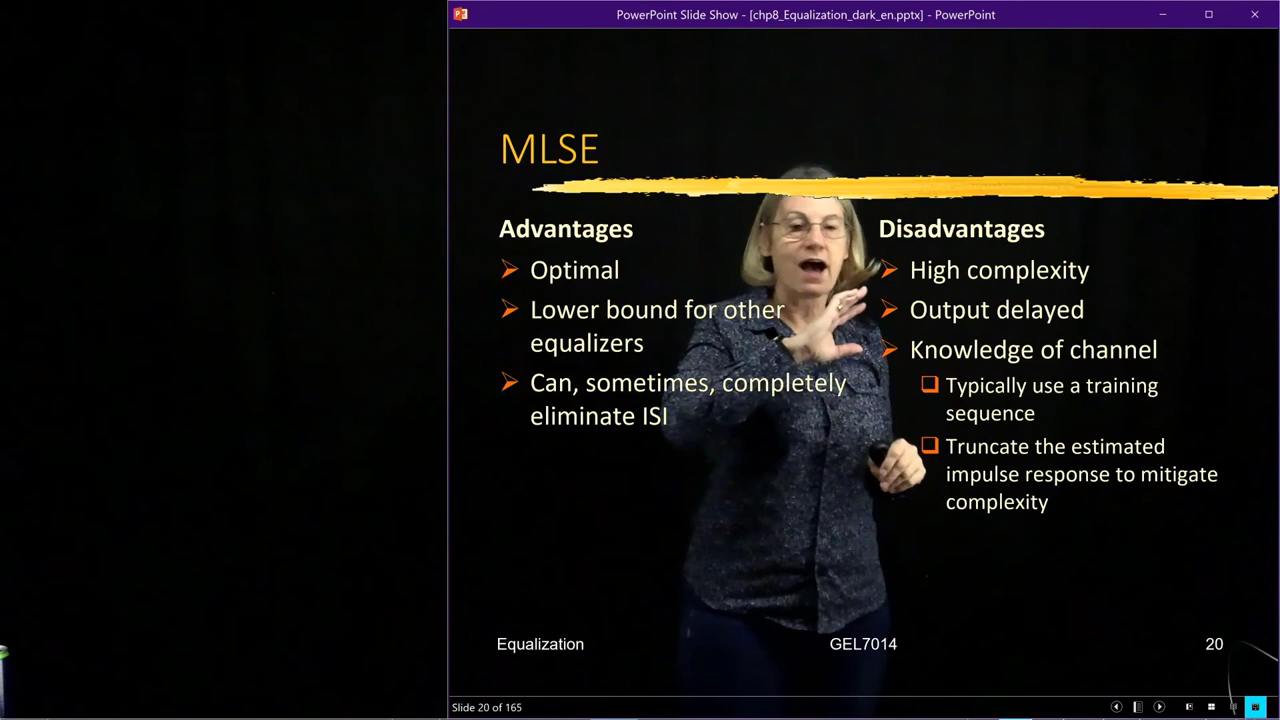 PowerPoint Slide Show - [chp8_Equalization_dark_en.pptx] - PowerPoint
MLSE
Advantages
Optimal
Lower bound for other
equalizers
Can, sometimes, completely
eliminate ISI
Disadvantages
High complexity
Output delayed
Knowledge of channel
Typically use a training
sequence
Truncate the estimated
impulse response to mitigate
complexity
Equalization
GEL7014
20
Slide 20 of 165